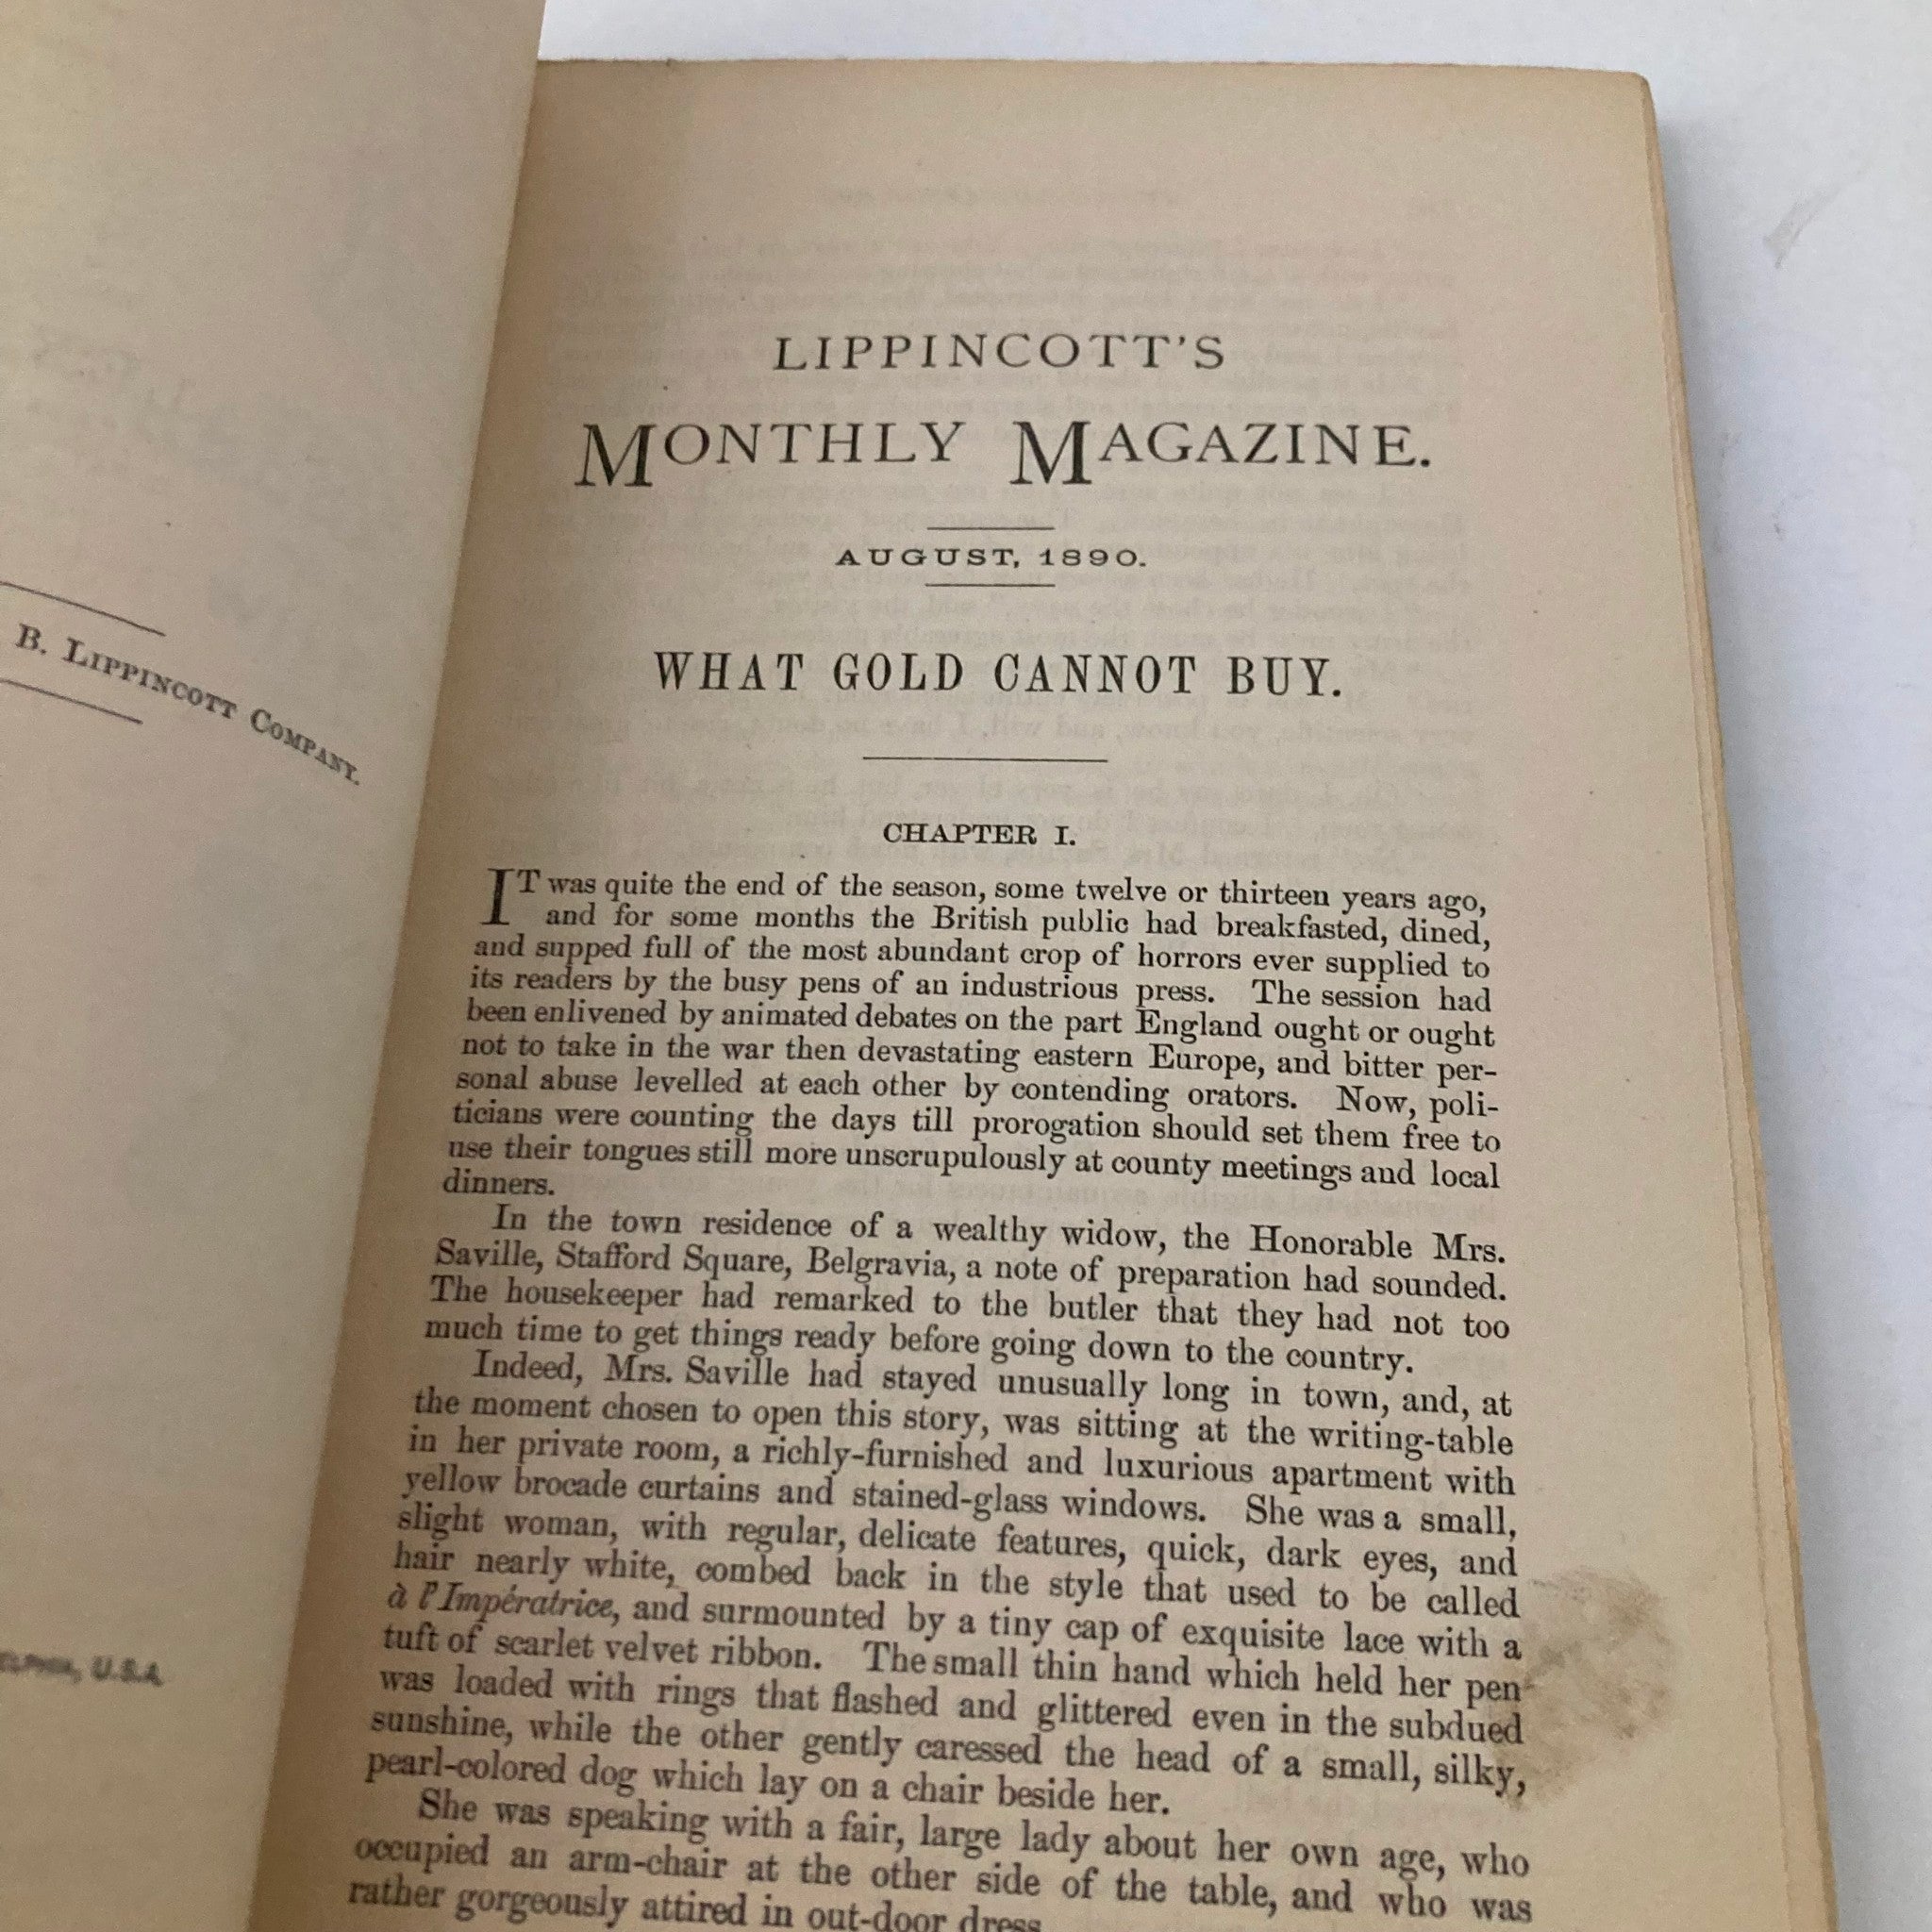 B. LIPPINCOTT COMPANY.
U.S.A.
LIPPINCOTT'S
MONTHLY MAGAZINE.
AUGUST, 1890.
WHAT GOLD CANNOT BUY.
CHAPTER I.
IT was quite the end of the season, some twelve or thirteen years ago,
and for some months the British public had breakfasted, dined,
and supped full of the most abundant crop of horrors ever supplied to
its readers by the busy pens of an industrious press. The session had
been enlivened by animated debates on the part England ought or ought
not to take in the war then devastating eastern Europe, and bitter per-
sonal abuse levelled at each other by contending orators. Now, poli-
ticians were counting the days till prorogation should set them free to
use their tongues still more unscrupulously at county meetings and local
dinners.
In the town residence of a wealthy widow, the Honorable Mrs.
Saville, Stafford Square, Belgravia, a note of preparation had sounded.
The housekeeper had remarked to the butler that they had not too
much time to get things ready before going down to the country.
Indeed, Mrs. Saville had stayed unusually long in town, and, at
the moment chosen to open this story, was sitting at the writing-table
in her private room, a richly-furnished and luxurious apartment with
yellow brocade curtains and stained-glass windows. She was a small,
slight woman, with regular, delicate features, quick, dark eyes, and
hair nearly white, combed back in the style that used to be called
à l'Impératrice, and surmounted by a tiny cap of exquisite lace with a
tuft of scarlet velvet ribbon. The small thin hand which held her pen
was loaded with rings that flashed and glittered even in the subdued
sunshine, while the other gently caressed the head of a small, silky,
pearl-colored dog which lay on a chair beside her.
She was speaking with a fair, large lady about her own age, who
occupied an arm-chair at the other side of the table, and who was
rather gorgeously attired in out-door dress